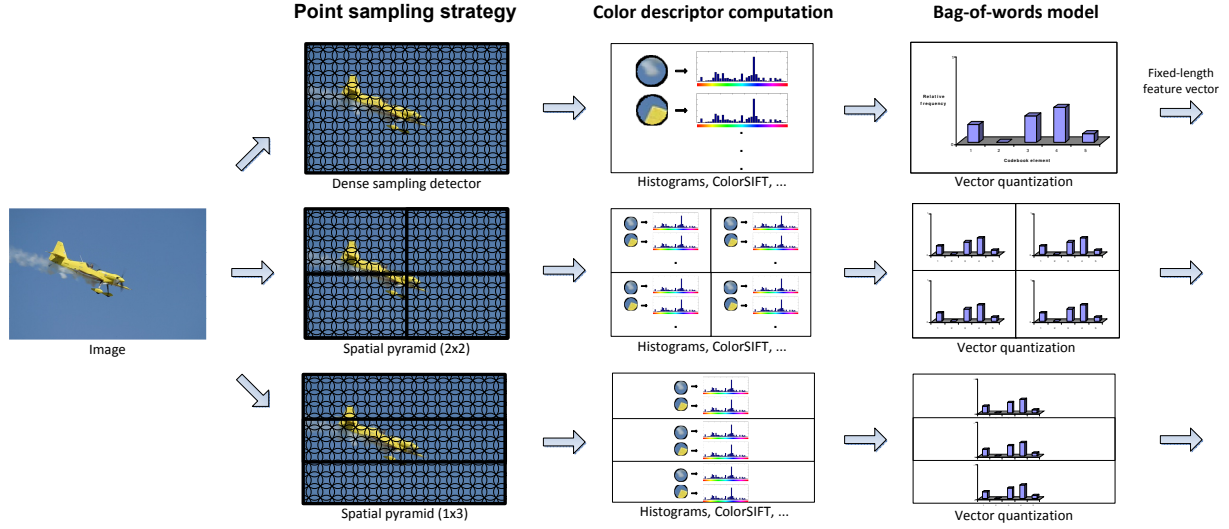 Point sampling strategy
Color descriptor computation
Bag-of-words model
Dense sampling detector
Histograms, ColorSIFT, ...
Relative
frequency
1
0
1
2
3
4
5
Codebook element
Vector quantization
Fixed-length
feature vector
Image
Spatial pyramid (2x2)
Histograms, ColorSIFT, ...
Vector quantization
Spatial pyramid (1x3)
Histograms, ColorSIFT, ...
Vector quantization